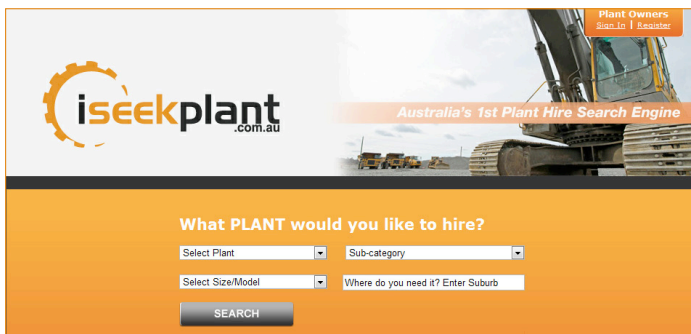 Plant Owners
Sign In | Register
iseekplant
.com.au
Australia's 1st Plant Hire Search Engine
What PLANT would you like to hire?
Select Plant
Sub-category
Select Size/Model
Where do you need it? Enter Suburb
SEARCH